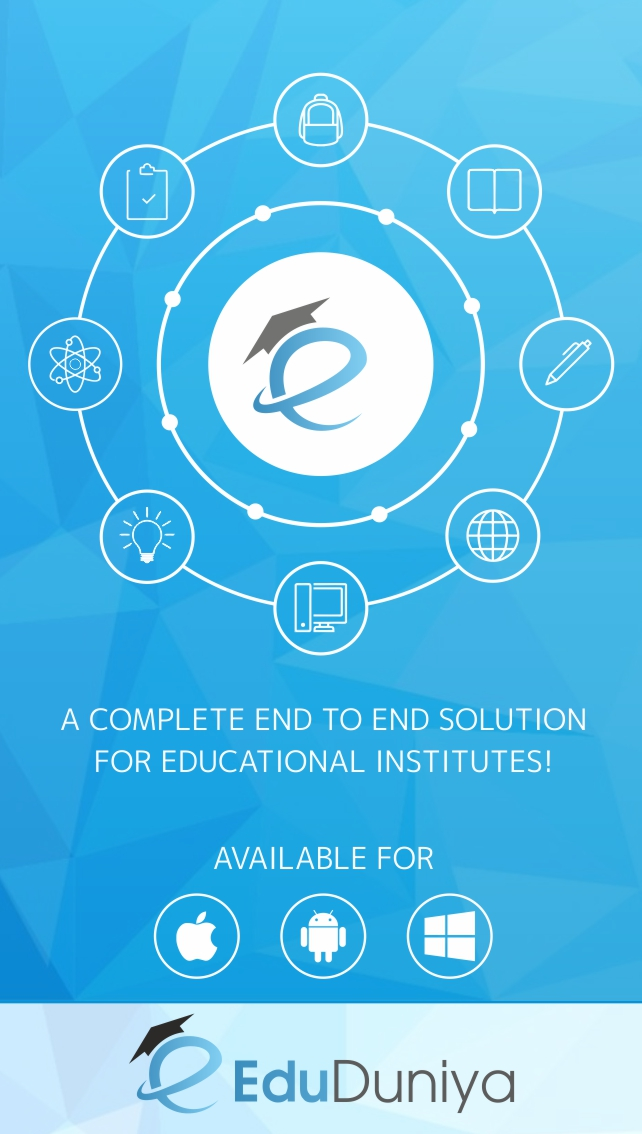 A COMPLETE END TO END SOLUTION
FOR EDUCATIONAL INSTITUTES!
AVAILABLE FOR
EduDuniya